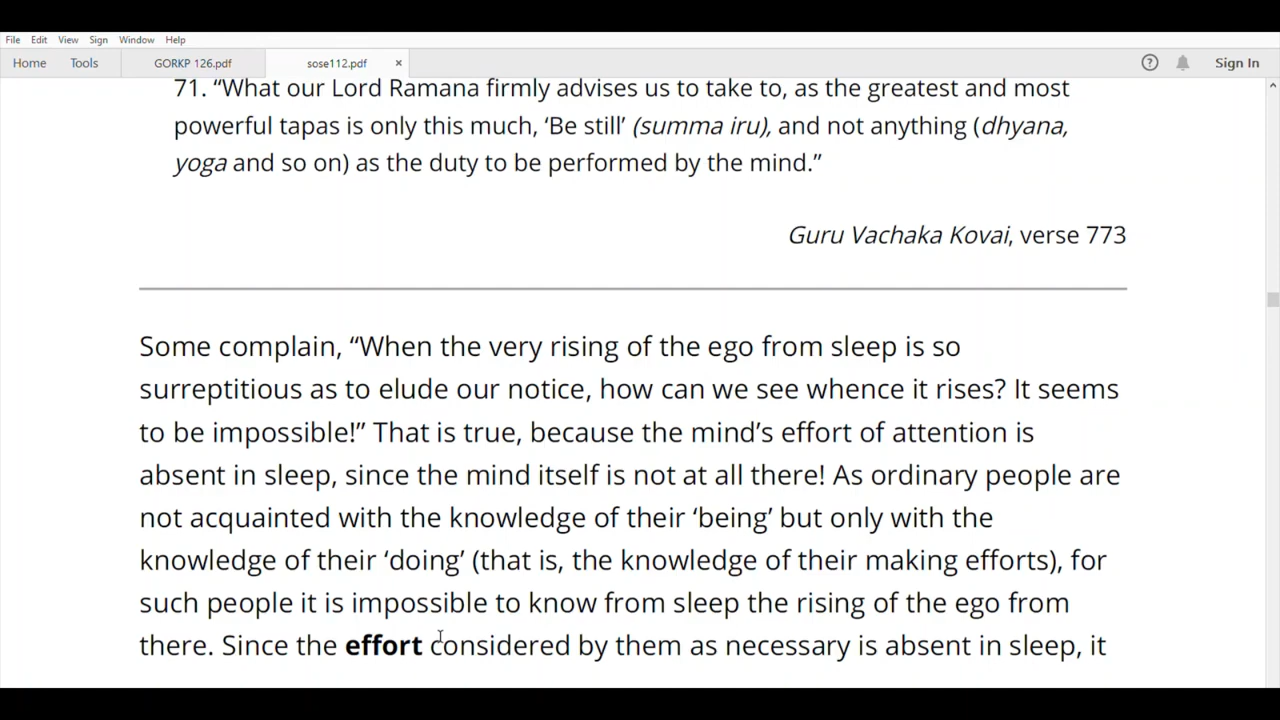 File Edit View Sign Window Help
Home Tools GORKP 126.pdf sose112.pdf × ? Sign In
71. “What our Lord Ramana firmly advises us to take to, as the greatest and most
powerful tapas is only this much, ‘Be still’ (summa iru), and not anything (dhyana,
yoga and so on) as the duty to be performed by the mind.”
Guru Vachaka Kovai, verse 773
Some complain, “When the very rising of the ego from sleep is so
surreptitious as to elude our notice, how can we see whence it rises? It seems
to be impossible!” That is true, because the mind’s effort of attention is
absent in sleep, since the mind itself is not at all there! As ordinary people are
not acquainted with the knowledge of their ‘being’ but only with the
knowledge of their ‘doing’ (that is, the knowledge of their making efforts), for
such people it is impossible to know from sleep the rising of the ego from
there. Since the effort considered by them as necessary is absent in sleep, it